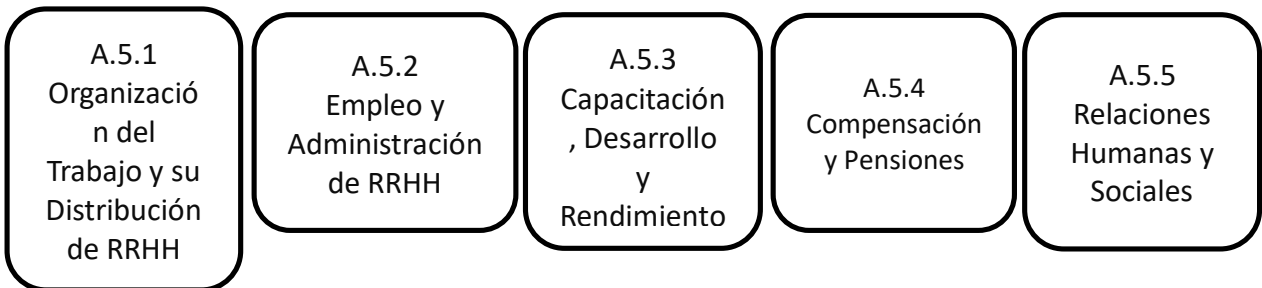 A.5.1
Organizació
n del
Trabajo y su
Distribución
de RRHH
A.5.2
Empleo y
Administración
de RRHH
A.5.3
Capacitación
, Desarrollo
y
Rendimiento
A.5.4
Compensación
y Pensiones
A.5.5
Relaciones
Humanas y
Sociales